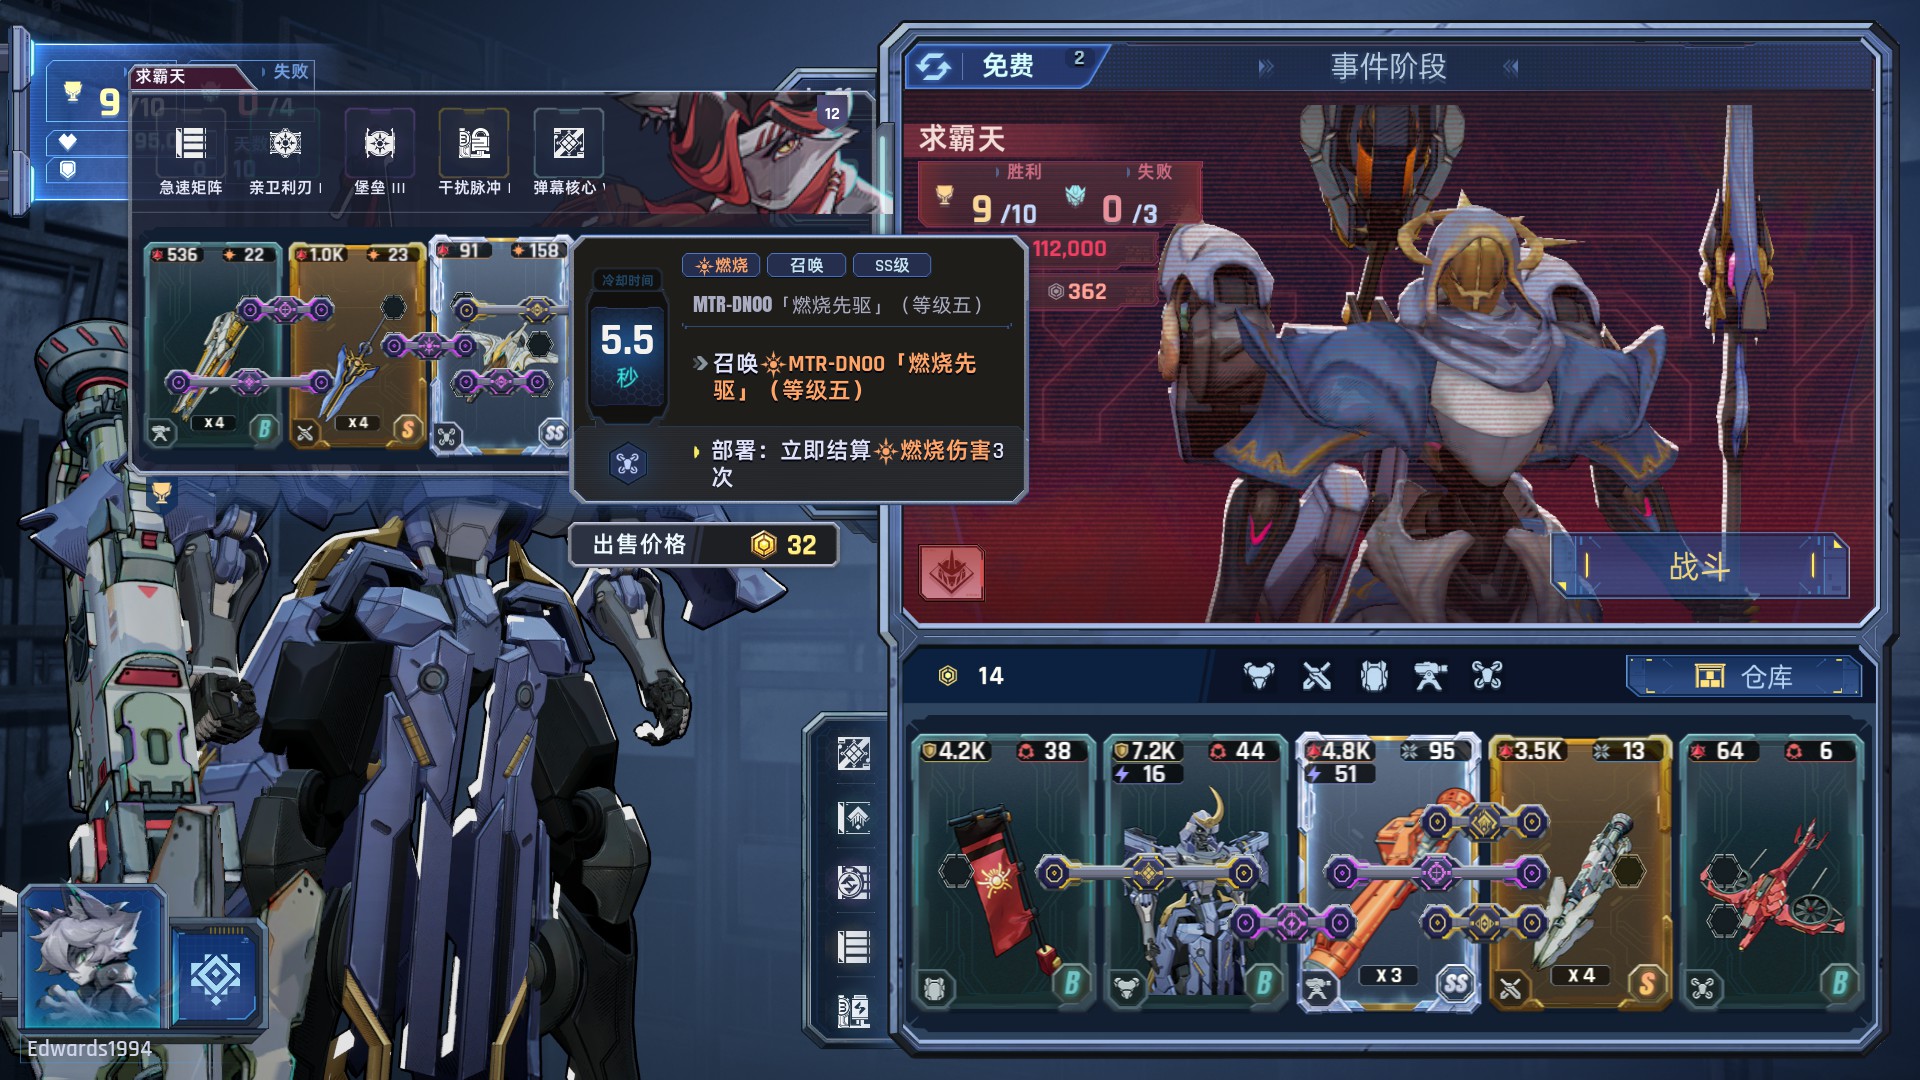 求霸天
失败
9/10
0/4
12
急速矩阵
亲卫利刃 I
堡垒 III
干扰脉冲 I
弹幕核心 V
536 22
1.0K 23
91 158
x4 B
x4 S
SS
冷却时间
5.5
秒
燃烧 召唤 SS级
MTR-DN00「燃烧先驱」（等级五）
召唤MTR-DN00「燃烧先
驱」（等级五）
部署：立即结算燃烧伤害3
次
出售价格 32
免费 2
事件阶段
求霸天
胜利 失败
9/10 0/3
112,000
362
战斗
14
仓库
4.2K 38
7.2K 44
16
4.8K 95
51
3.5K 13
64 6
B
B
x3 SS
x4 S
B
Edwards1994